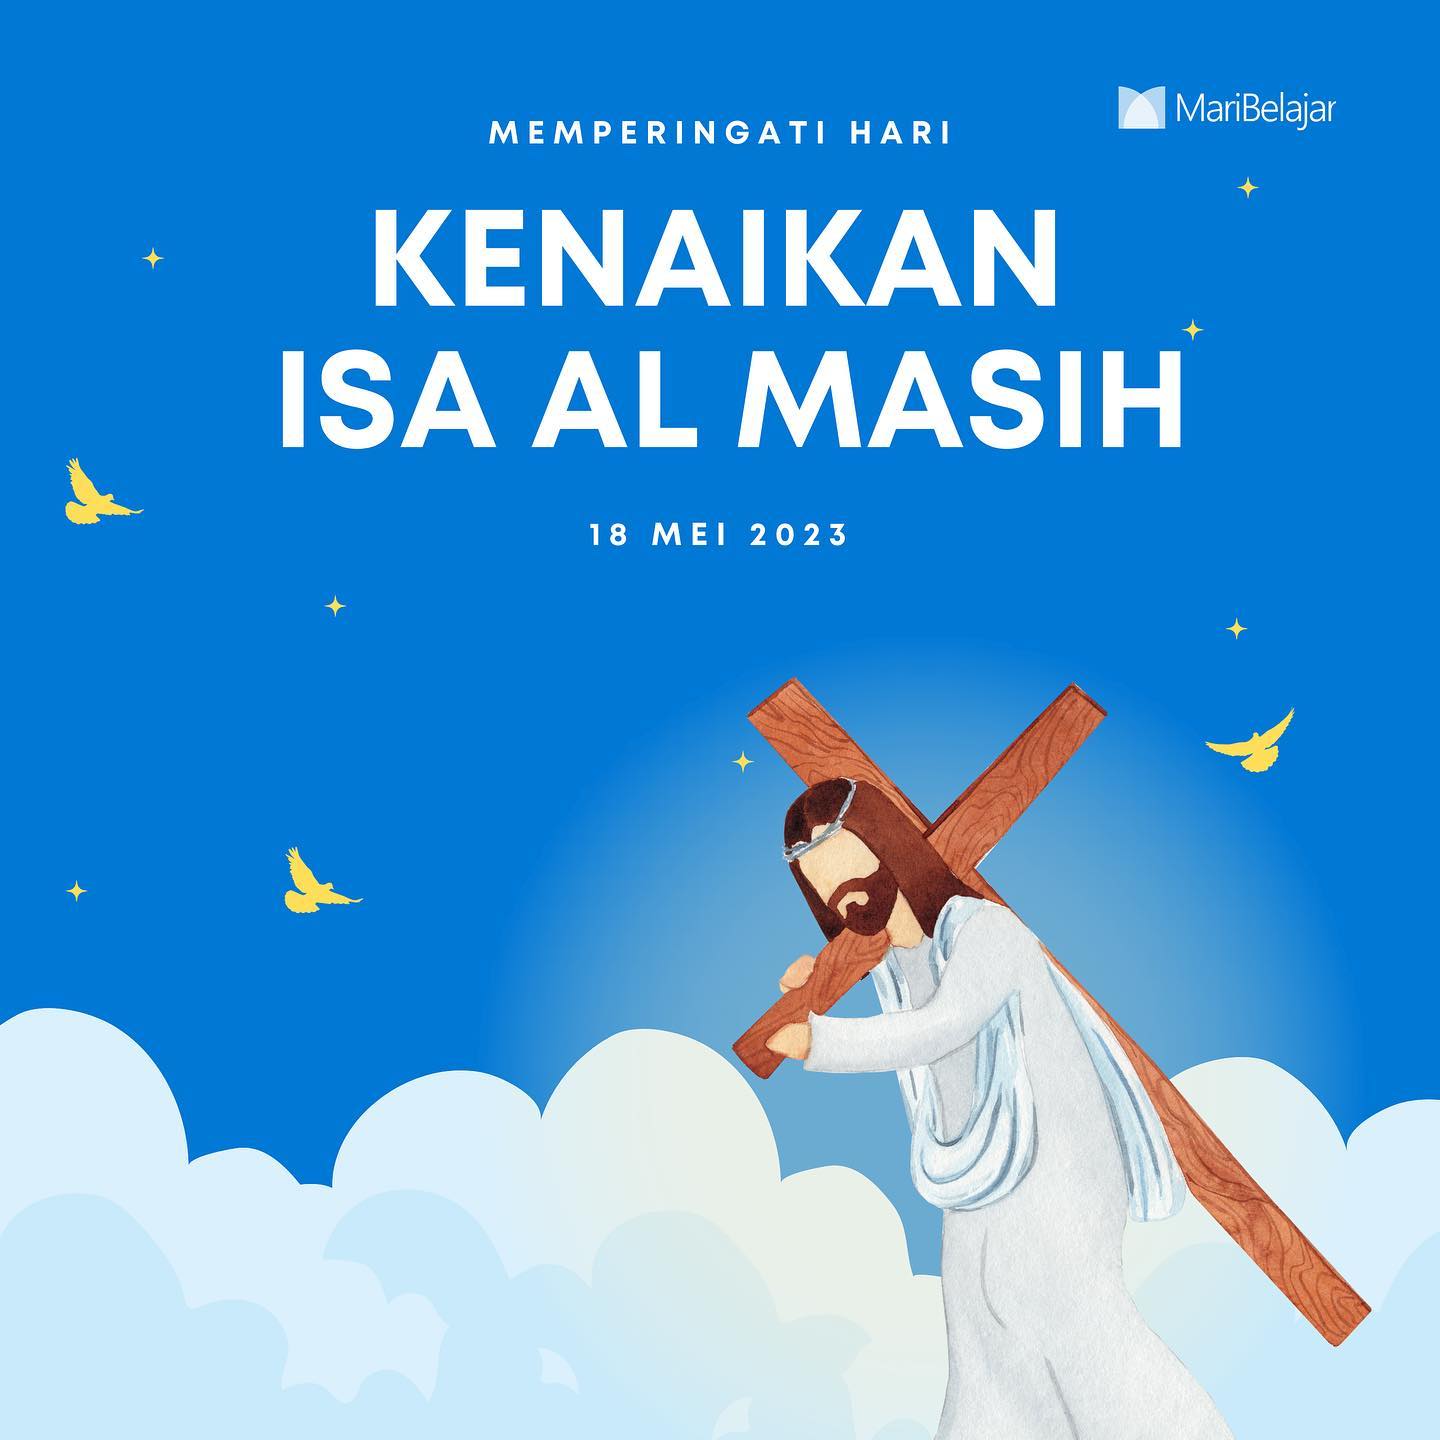 MariBelajar
MEMPERINGATI HARI
KENAIKAN
ISA AL MASIH
18 MEI 2023